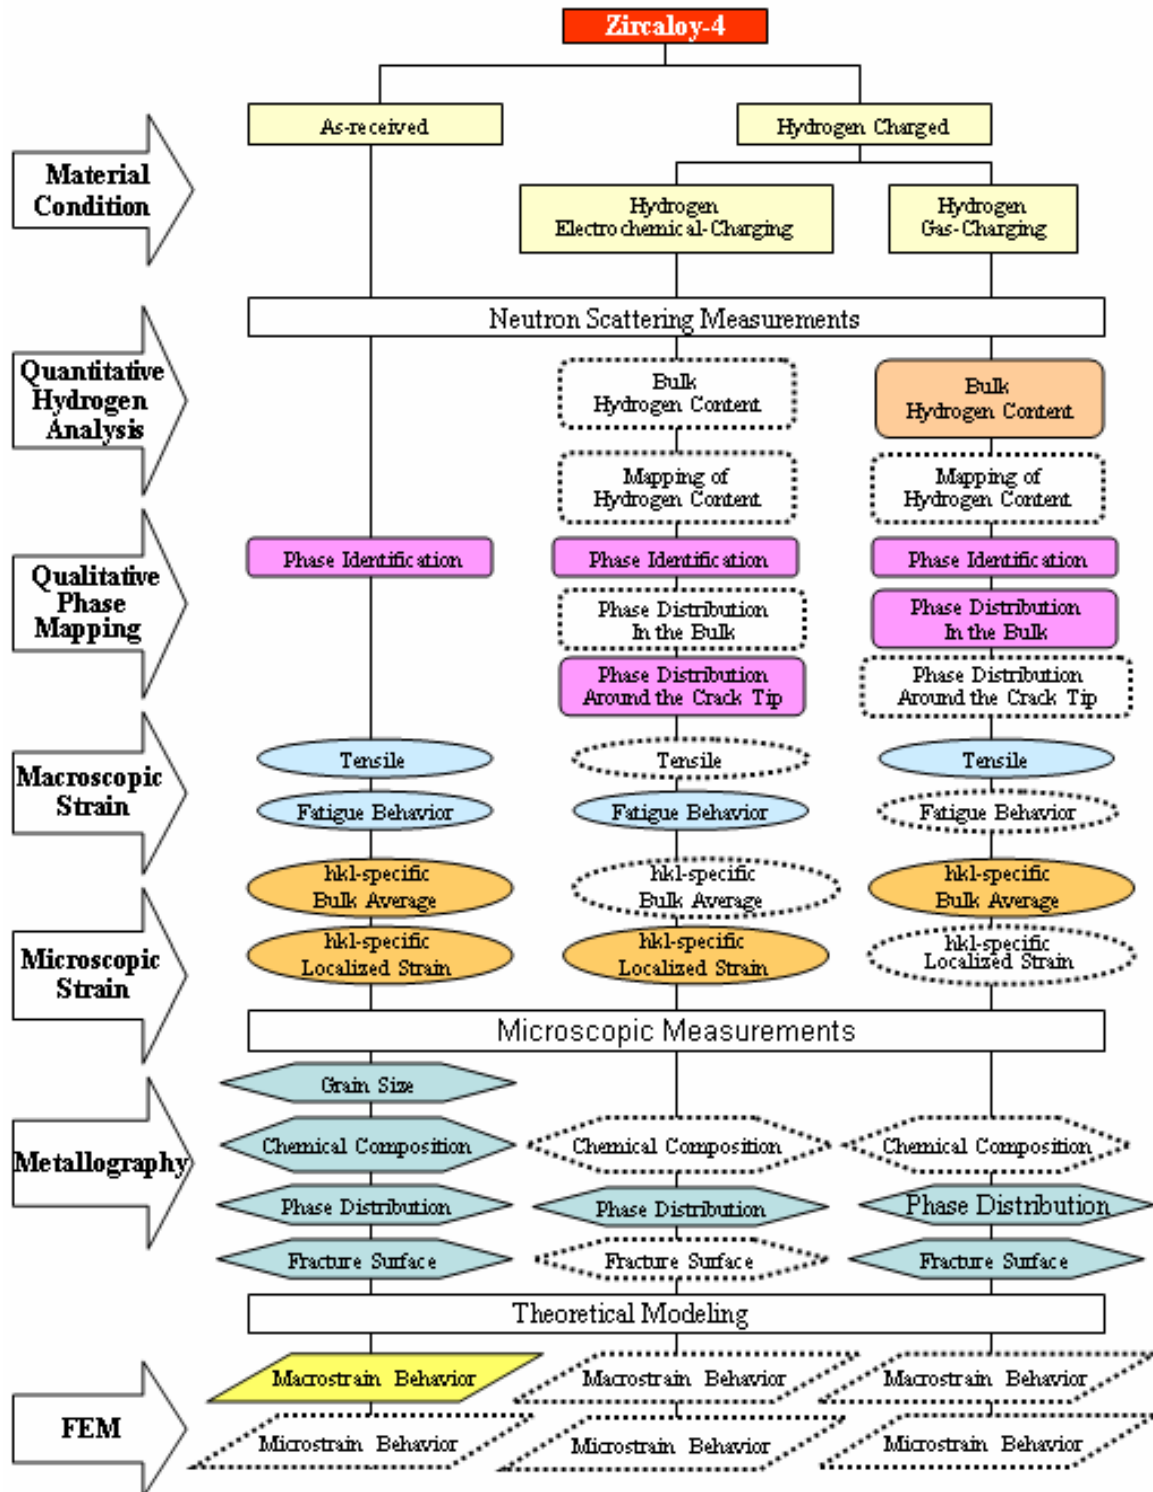 Zircaloy-4
As-received
Hydrogen Charged
Material
Condition
Hydrogen
Electrochemical-Charging
Hydrogen
Gas-Charging
Neutron Scattering Measurements
Quantitative
Hydrogen
Analysis
Bulk
Hydrogen Content
Bulk
Hydrogen Content
Mapping of
Hydrogen Content
Mapping of
Hydrogen Content
Qualitative
Phase
Mapping
Phase Identification
Phase Identification
Phase Identification
Phase Distribution
In the Bulk
Phase Distribution
In the Bulk
Phase Distribution
Around the Crack Tip
Phase Distribution
Around the Crack Tip
Macroscopic
Strain
Tensile
Tensile
Tensile
Fatigue Behavior
Fatigue Behavior
Fatigue Behavior
Microscopic
Strain
hkl-specific
Bulk Average
hkl-specific
Bulk Average
hkl-specific
Bulk Average
hkl-specific
Localized Strain
hkl-specific
Localized Strain
hkl-specific
Localized Strain
Microscopic Measurements
Metallography
Grain Size
Chemical Composition
Chemical Composition
Chemical Composition
Phase Distribution
Phase Distribution
Phase Distribution
Fracture Surface
Fracture Surface
Fracture Surface
Theoretical Modeling
FEM
Macrostrain Behavior
Macrostrain Behavior
Macrostrain Behavior
Microstrain Behavior
Microstrain Behavior
Microstrain Behavior